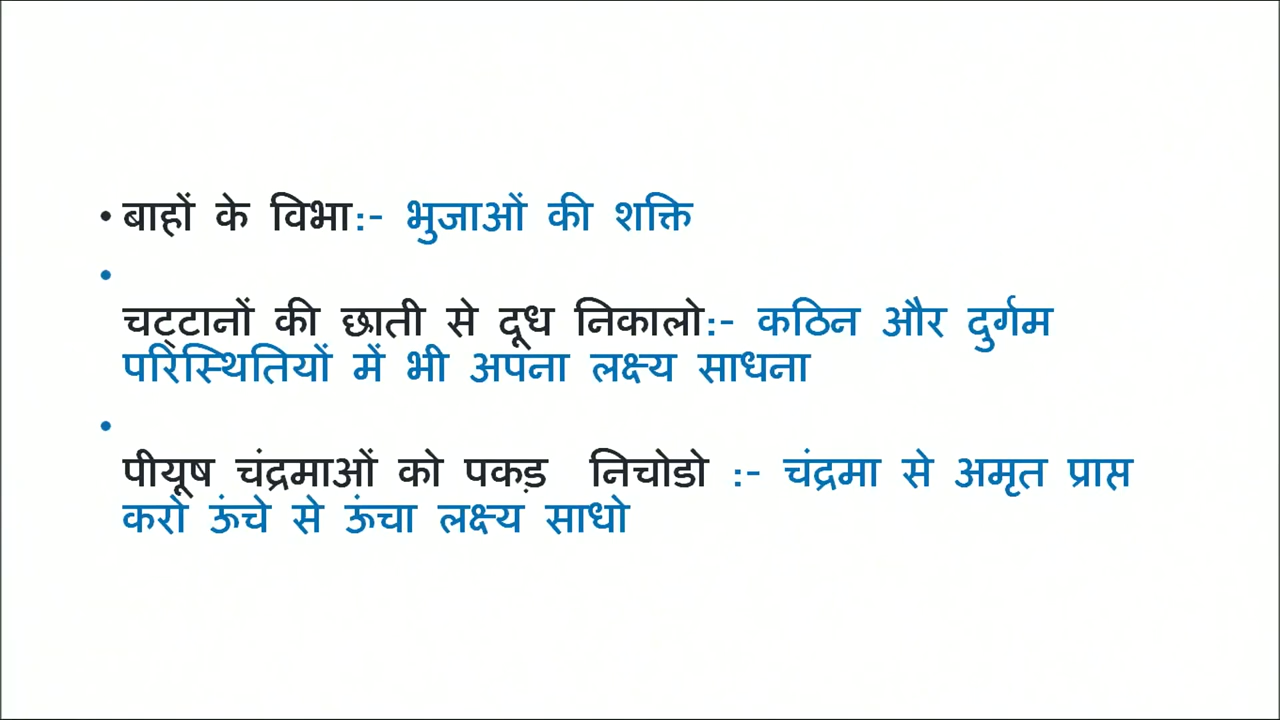 • बाहों के विभा:- भुजाओं की शक्ति
•
चट्टानों की छाती से दूध निकालो:- कठिन और दुर्गम
परिस्थितियों में भी अपना लक्ष्य साधना
•
पीयूष चंद्रमाओं को पकड़ निचोडो :- चंद्रमा से अमृत प्राप्त
करो ऊंचे से ऊंचा लक्ष्य साधो